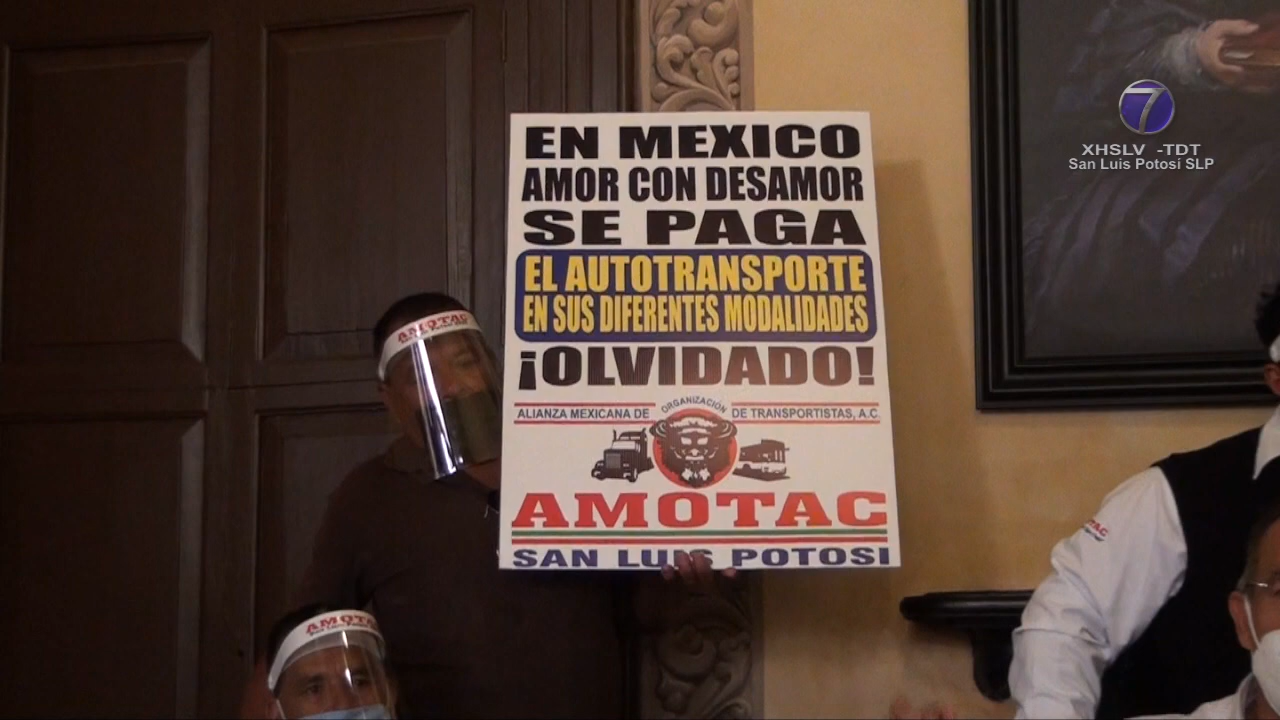 EN MEXICO
AMOR CON DESAMOR
SE PAGA
EL AUTOTRANSPORTE
EN SUS DIFERENTES MODALIDADES
¡OLVIDADO!
ALIANZA MEXICANA DE ORGANIZACIÓN DE TRANSPORTISTAS, A.C.
AMOTAC
SAN LUIS POTOSI
7
XHSLV -TDT
San Luis Potosí SLP
AMOTAC
AMOTAC